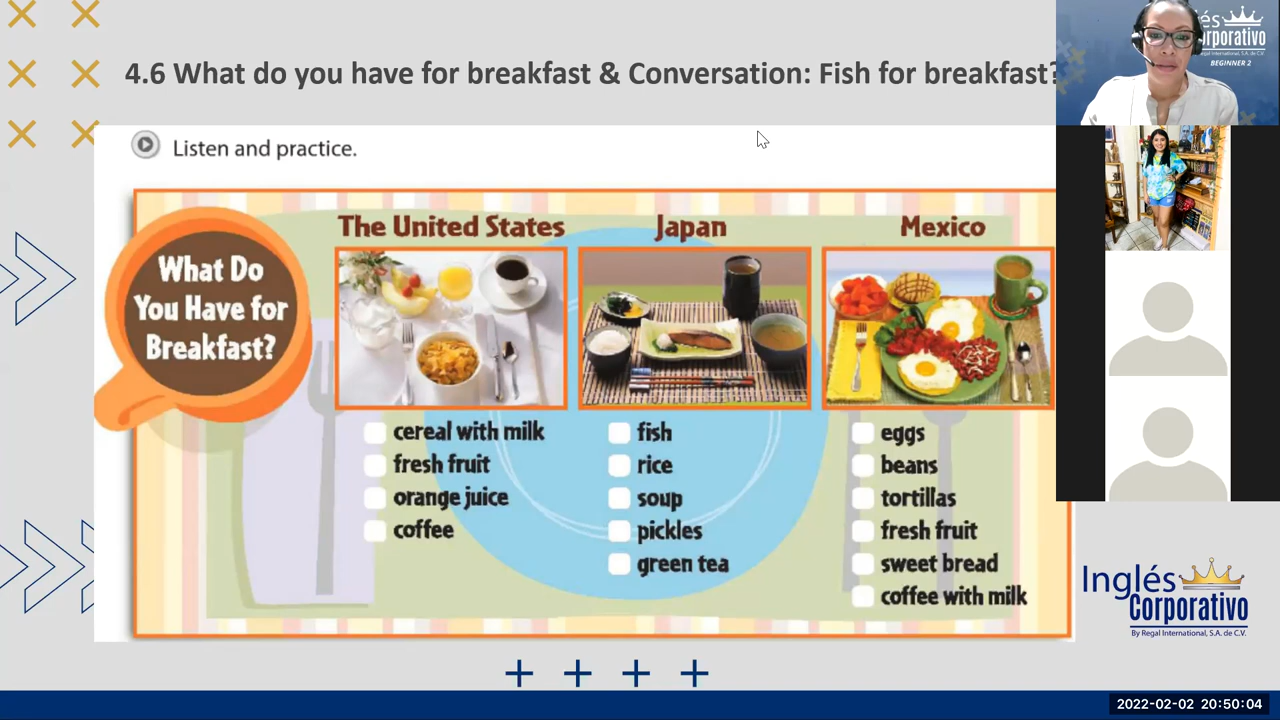 4.6 What do you have for breakfast & Conversation: Fish for breakfast?
Listen and practice.
What Do
You Have for
Breakfast?
The United States
cereal with milk
fresh fruit
orange juice
coffee
Japan
fish
rice
soup
pickles
green tea
Mexico
eggs
beans
tortillas
fresh fruit
sweet bread
coffee with milk
BEGINNER 2
Inglés
Corporativo
By Regal International, S.A. de C.V.
2022-02-02 20:50:04